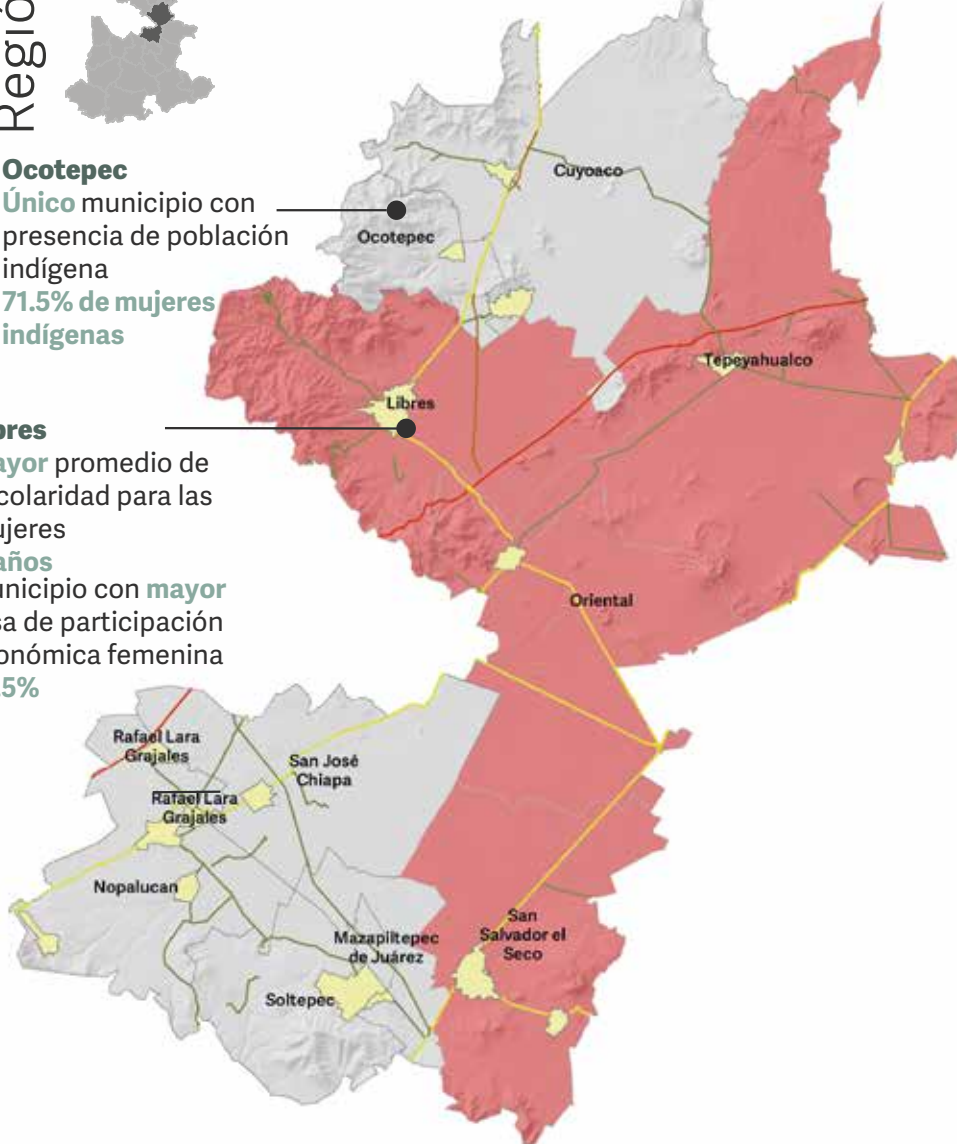 Regió
Ocotepec
Único municipio con
presencia de población
indígena
71.5% de mujeres
indígenas
bres
ayor promedio de
colaridad para las
ujeres
años
unicipio con mayor
sa de participación
onómica femenina
.5%
Cuyoaco
Ocotepec
Tepeyahualco
Libres
Oriental
Rafael Lara
Grajales
San José
Chiapa
Rafael Lara
Grajales
Nopalucan
San
Salvador el
Seco
Mazapiltepec
de Juárez
Soltepec